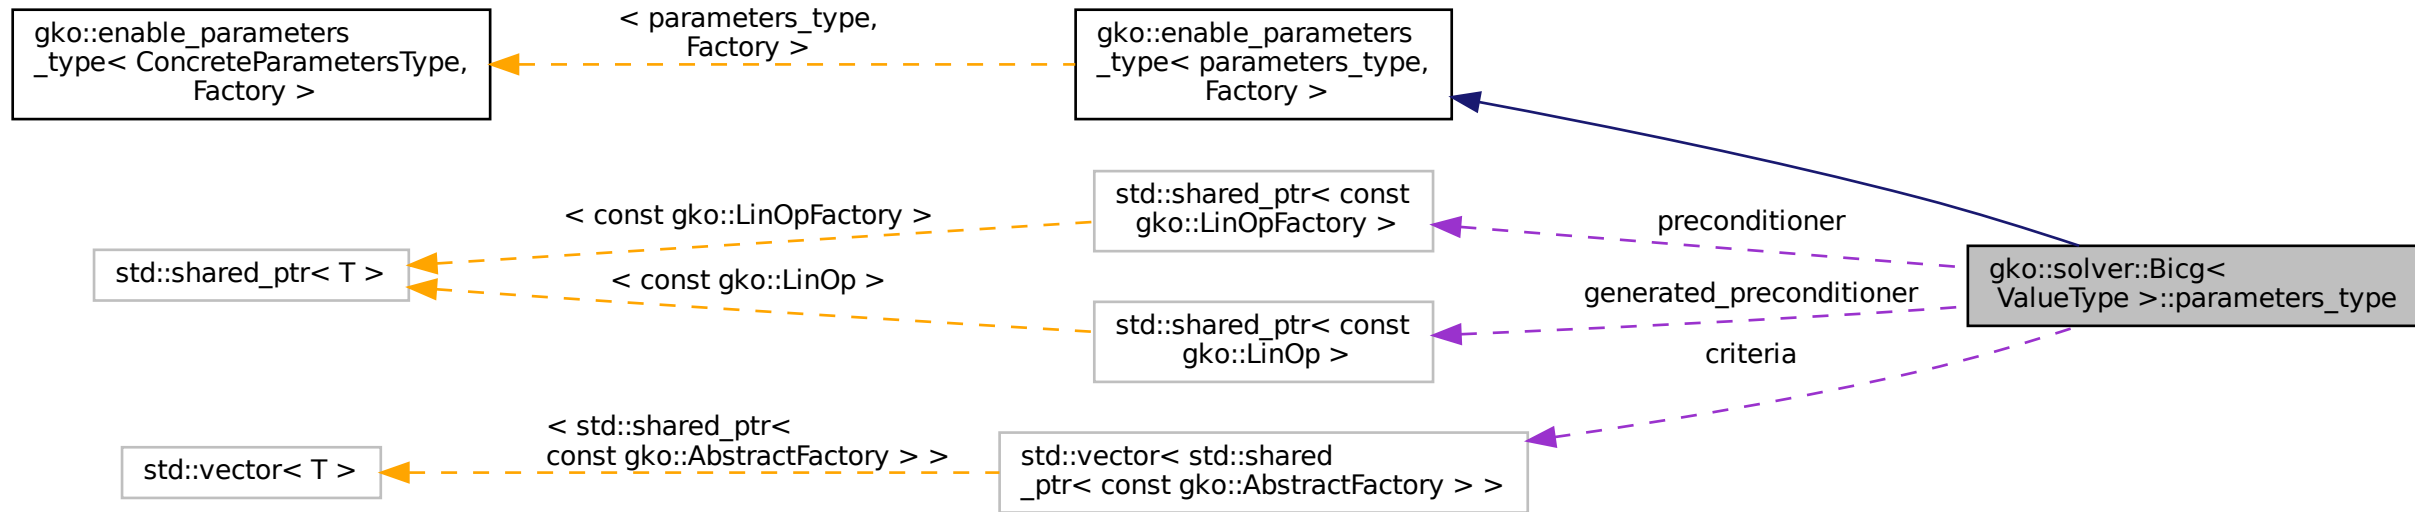 gko::enable_parameters
_type< ConcreteParametersType,
Factory >
< parameters_type,
Factory >
gko::enable_parameters
_type< parameters_type,
Factory >
std::shared_ptr< T >
< const gko::LinOpFactory >
< const gko::LinOp >
std::shared_ptr< const
gko::LinOpFactory >
std::shared_ptr< const
gko::LinOp >
preconditioner
generated_preconditioner
criteria
gko::solver::Bicg<
ValueType >::parameters_type
std::vector< T >
< std::shared_ptr<
const gko::AbstractFactory > >
std::vector< std::shared
_ptr< const gko::AbstractFactory > >